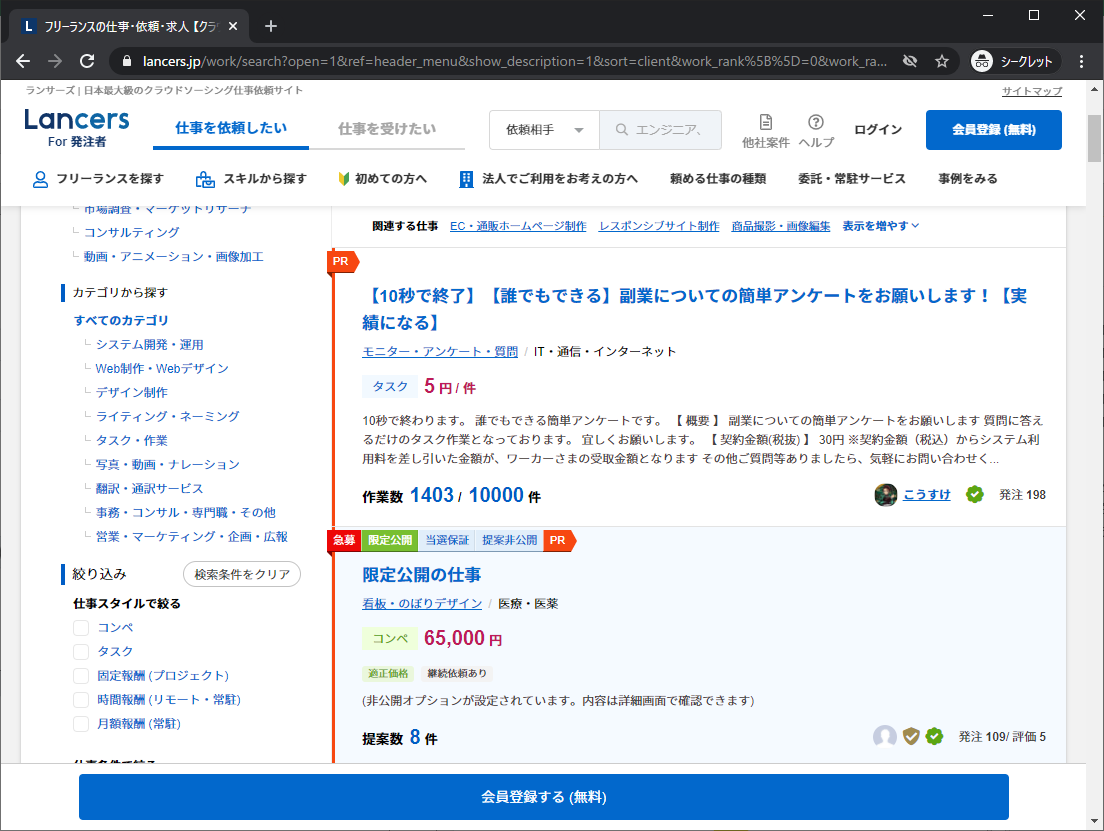 フリーランスの仕事・依頼・求人【クラ
lancers.jp/work/search?open=1&ref=header_menu&show_description=1&sort=client&work_rank%5B%5D=0&work_ra...
シークレット
ランサーズ | 日本最大級のクラウドソーシング仕事依頼サイト
サイトマップ
Lancers
For 発注者
仕事を依頼したい
仕事を受けたい
依頼相手
エンジニア、
他社案件
ヘルプ
ログイン
会員登録 (無料)
フリーランスを探す
スキルから探す
初めての方へ
法人でご利用をお考えの方へ
頼める仕事の種類
委託・常駐サービス
事例をみる
市場調査・マーケットリサーチ
コンサルティング
動画・アニメーション・画像加工
カテゴリから探す
すべてのカテゴリ
システム開発・運用
Web制作・Webデザイン
デザイン制作
ライティング・ネーミング
タスク・作業
写真・動画・ナレーション
翻訳・通訳サービス
事務・コンサル・専門職・その他
営業・マーケティング・企画・広報
絞り込み
検索条件をクリア
仕事スタイルで絞る
コンペ
タスク
固定報酬 (プロジェクト)
時間報酬 (リモート・常駐)
月額報酬 (常駐)
仕事条件で絞る
関連する仕事 EC・通販ホームページ制作 レスポンシブサイト制作 商品撮影・画像編集 表示を増やす
PR
【10秒で終了】【誰でもできる】副業についての簡単アンケートをお願いします！【実
績になる】
モニター・アンケート・質問 / IT・通信・インターネット
タスク 5 円 / 件
10秒で終わります。 誰でもできる簡単アンケートです。 【 概要 】 副業についての簡単アンケートをお願いします 質問に答え
るだけのタスク作業となっております。 宜しくお願いします。 【 契約金額(税抜) 】 30円 ※契約金額（税込）からシステム利
用料を差し引いた金額が、ワーカーさまの受取金額となります その他ご質問等ありましたら、気軽にお問い合わせく...
作業数 1403 / 10000 件
こうすけ
発注 198
急募 限定公開 当選保証 提案非公開 PR
限定公開の仕事
看板・のぼりデザイン / 医療・医薬
コンペ 65,000 円
適正価格 継続依頼あり
(非公開オプションが設定されています。内容は詳細画面で確認できます)
提案数 8 件
発注 109/ 評価 5
会員登録する (無料)